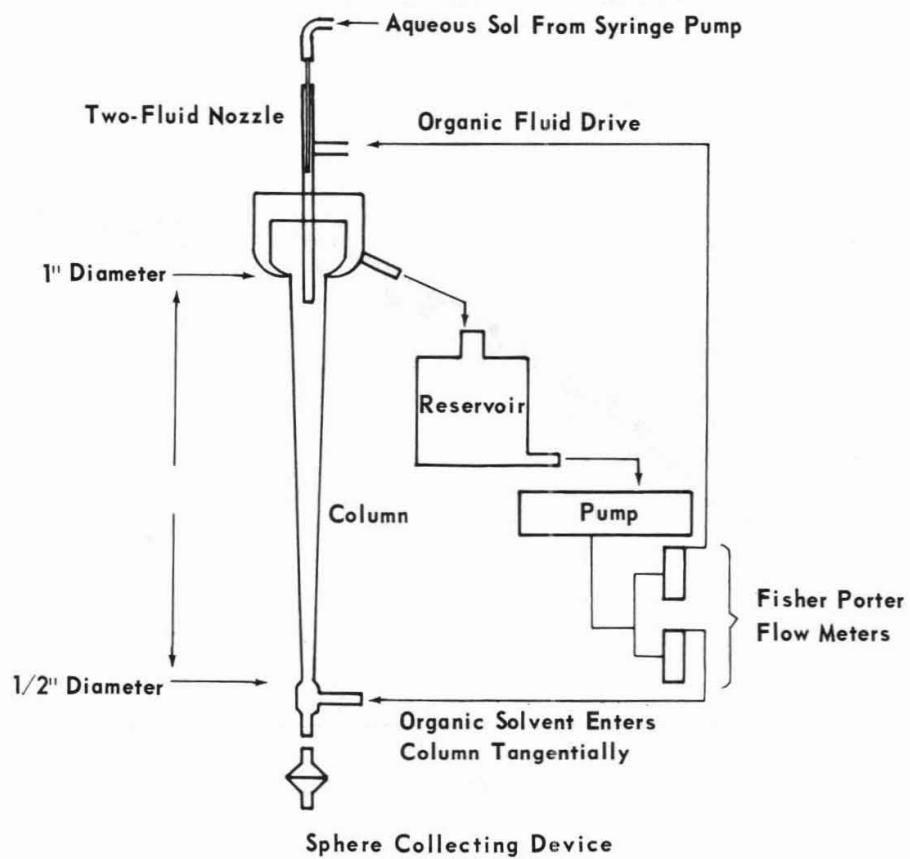 Aqueous Sol From Syringe Pump
Two-Fluid Nozzle
Organic Fluid Drive
1" Diameter
Reservoir
Pump
Column
Fisher Porter
Flow Meters
1/2" Diameter
Organic Solvent Enters
Column Tangentially
Sphere Collecting Device